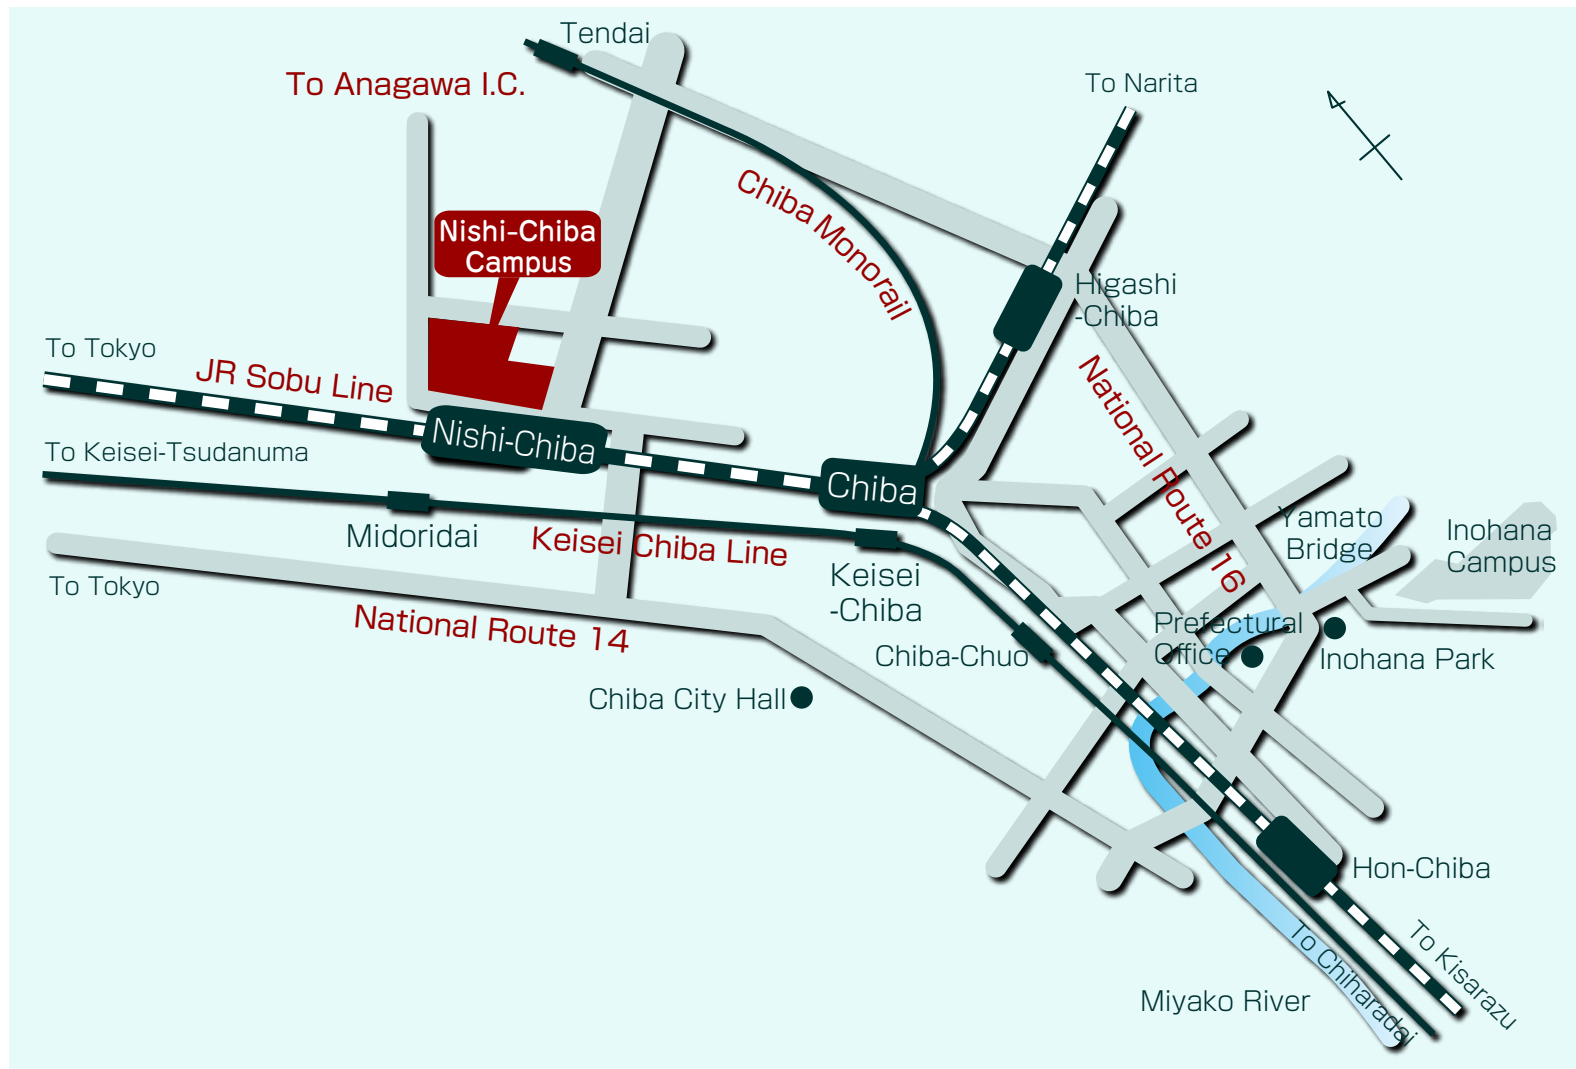 Tendai
To Anagawa I.C.
To Narita
Chiba Monorail
Nishi-Chiba
Campus
Higashi
-Chiba
To Tokyo
JR Sobu Line
National Route 16
Nishi-Chiba
To Keisei-Tsudanuma
Chiba
Midoridai
Keisei Chiba Line
Yamato
Bridge
Inohana
Campus
To Tokyo
Keisei
-Chiba
National Route 14
Prefectural
Office
Chiba-Chuo
Inohana Park
Chiba City Hall
Hon-Chiba
To Kisarazu
To Chiharadai
Miyako River